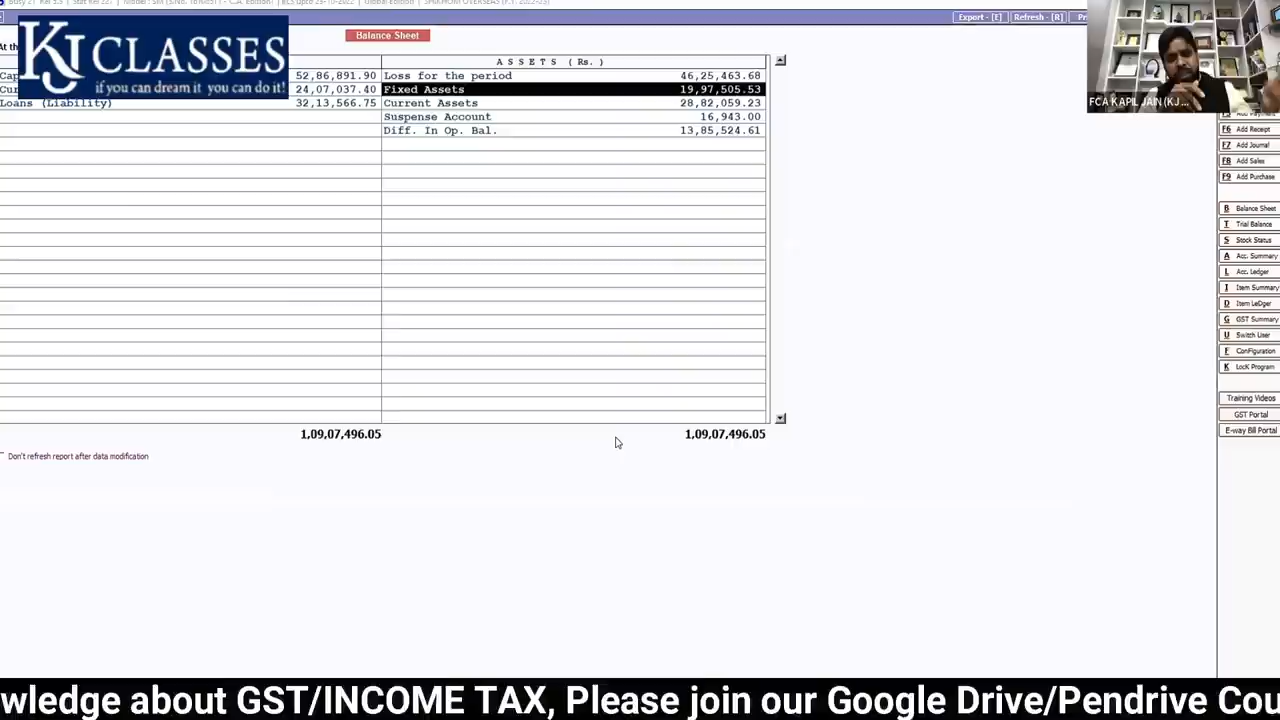 Export - [E] Refresh - [R]
KJ CLASSES
if you can dream it you can do it!
Balance Sheet
At th
A S S E T S ( Rs. )
52,86,891.90 Loss for the period 46,25,463.68
24,07,037.40 Fixed Assets 19,97,505.53
Loans (Liability) 32,13,566.75 Current Assets 28,82,059.23
Suspense Account 16,943.00
Diff. In Op. Bal. 13,85,524.61
1,09,07,496.05 1,09,07,496.05
Don't refresh report after data modification
FCA KAPIL JAIN (KJ ...
F6 Add Receipt
F7 Add Journal
F8 Add Sales
F9 Add Purchase
B Balance Sheet
T Trial Balance
S Stock Status
A Acc. Summary
L Acc. Ledger
I Item Summary
D Item LeDger
G GST Summary
U Switch User
F ConFiguration
K LocK Program
Training Videos
GST Portal
E-way Bill Portal
wledge about GST/INCOME TAX, Please join our Google Drive/Pendrive Cou